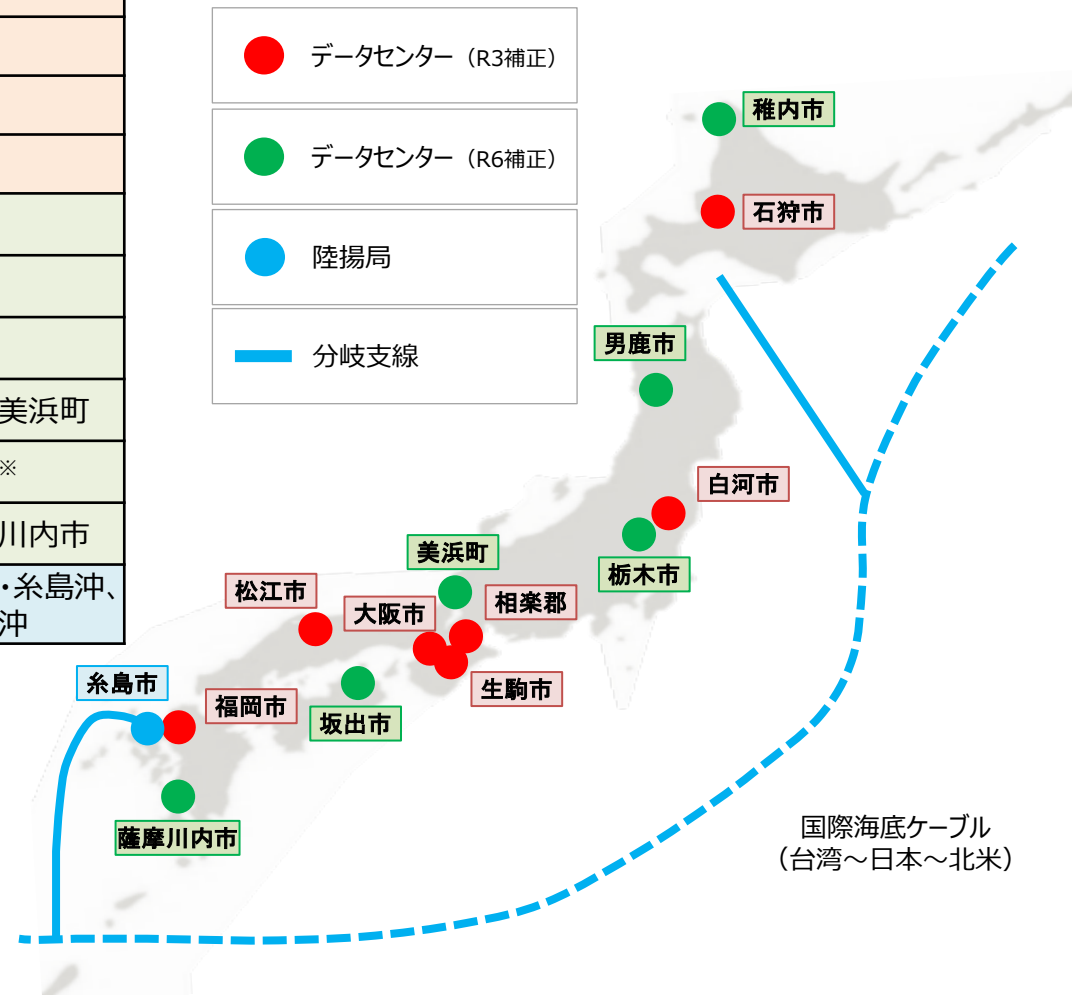 美浜町
※
川内市
・糸島沖、
沖
データセンター（R3補正）
データセンター（R6補正）
陸揚局
分岐支線
稚内市
石狩市
男鹿市
白河市
栃木市
美浜町
相楽郡
松江市
大阪市
生駒市
糸島市
福岡市
坂出市
薩摩川内市
国際海底ケーブル
（台湾～日本～北米）